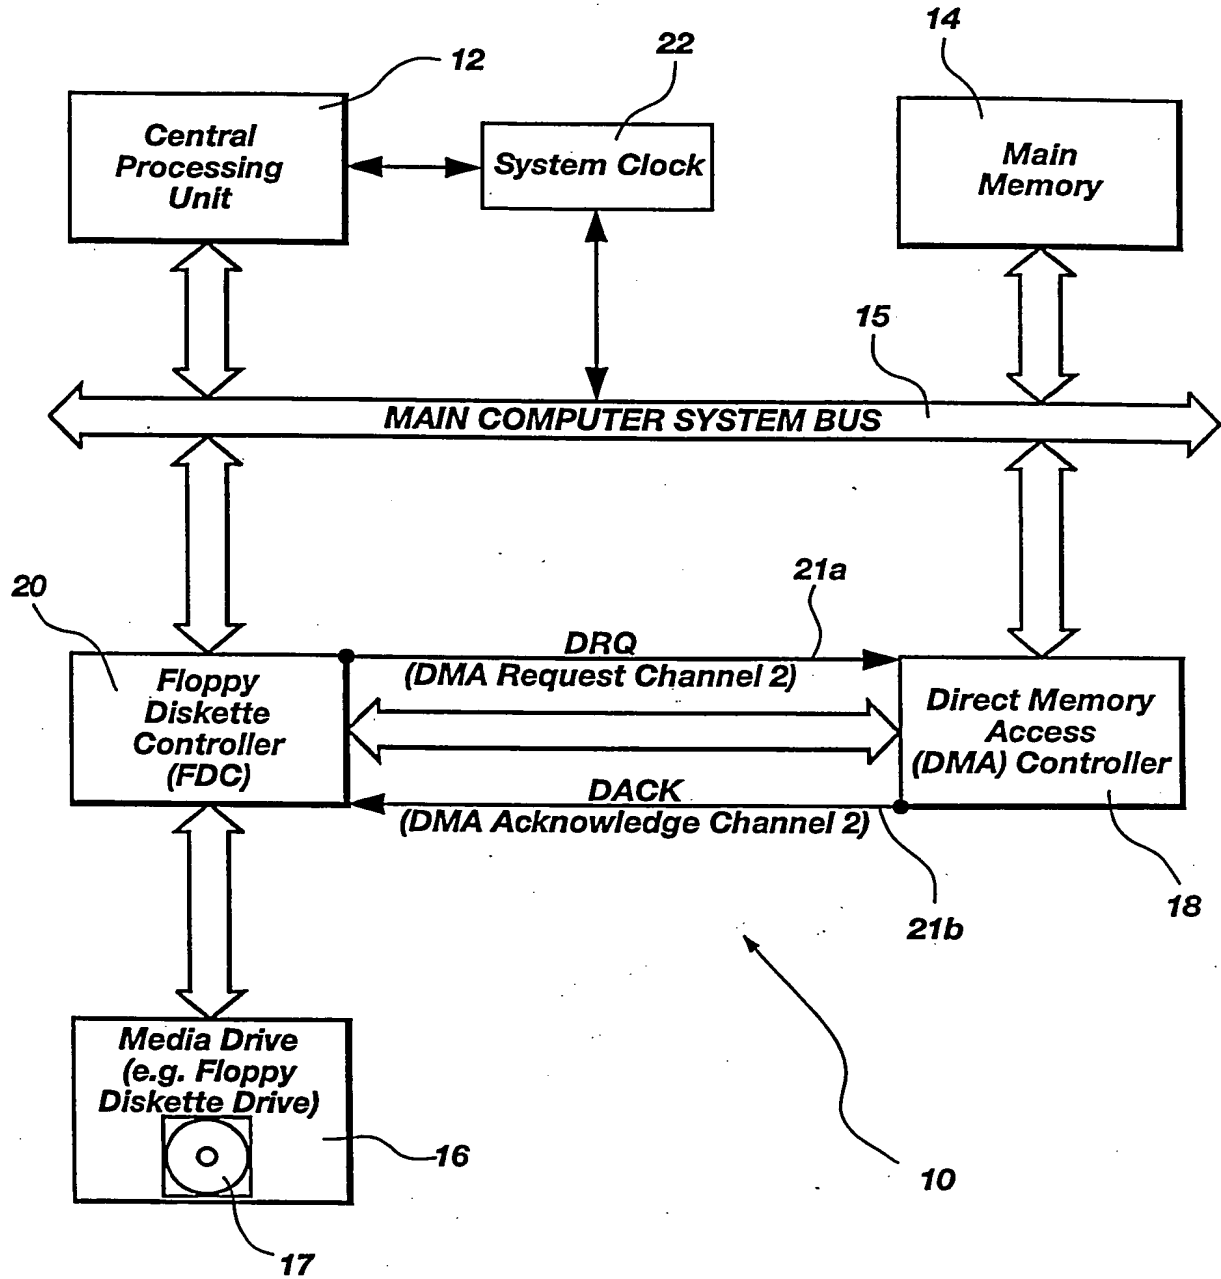 12
22
14
Central
Processing
Unit
System Clock
Main
Memory
15
MAIN COMPUTER SYSTEM BUS
20
21a
DRQ
(DMA Request Channel 2)
Floppy
Diskette
Controller
(FDC)
Direct Memory
Access
(DMA) Controller
DACK
(DMA Acknowledge Channel 2)
18
21b
Media Drive
(e.g. Floppy
Diskette Drive)
16
10
17